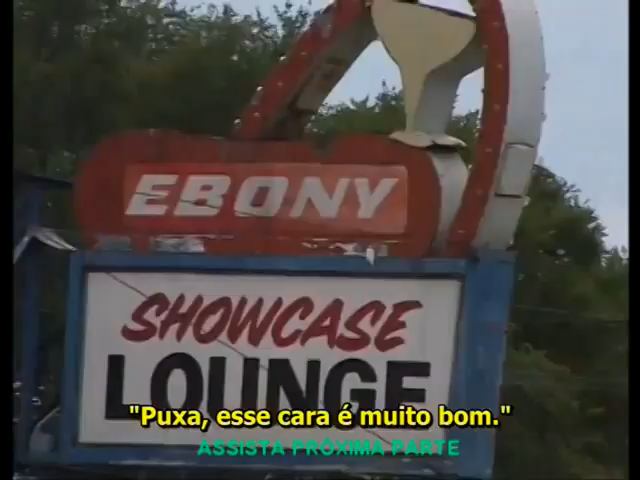 EBONY
SHOWCASE
LOUNGE
"Puxa, esse cara é muito bom."
ASSISTA PRÓXIMA PARTE